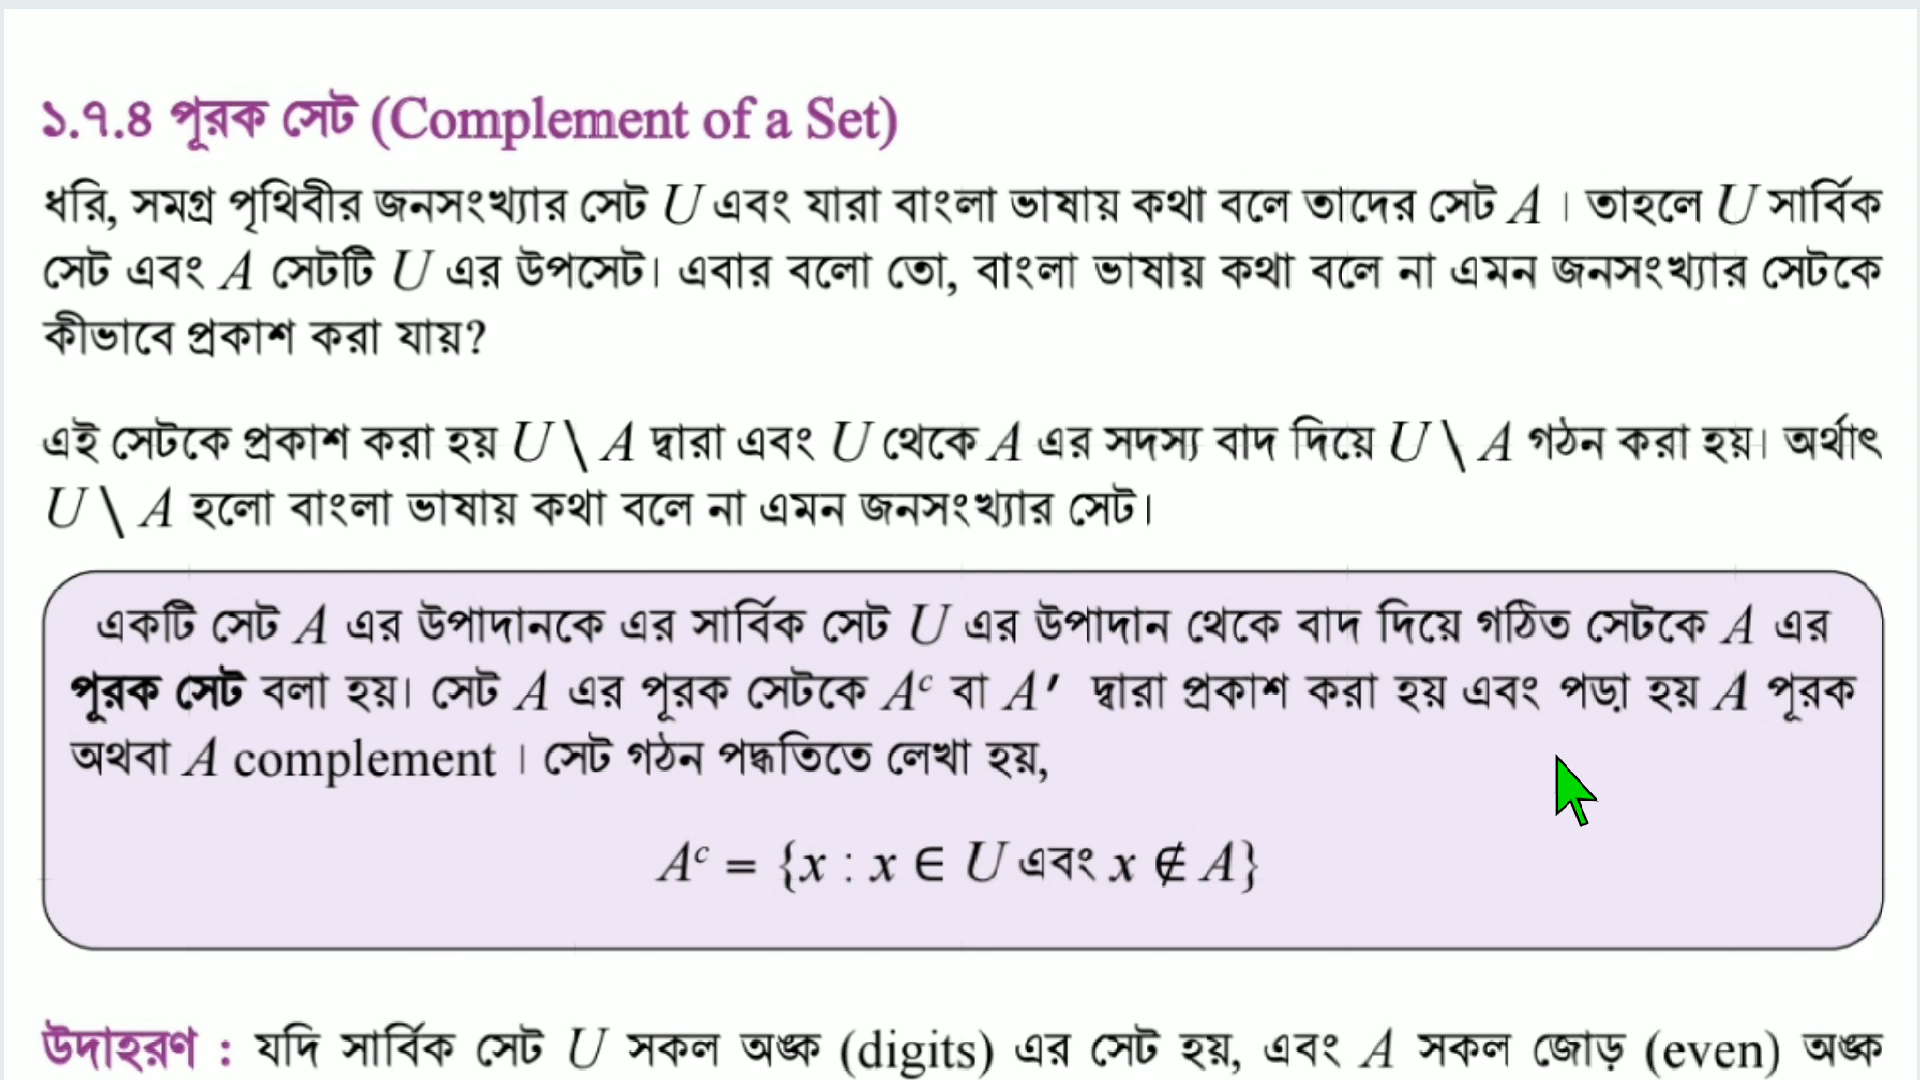 ১.৭.৪ পূরক সেট (Complement of a Set)
ধরি, সমগ্র পৃথিবীর জনসংখ্যার সেট U এবং যারা বাংলা ভাষায় কথা বলে তাদের সেট A । তাহলে U সার্বিক
সেট এবং A সেটটি U এর উপসেট। এবার বলো তো, বাংলা ভাষায় কথা বলে না এমন জনসংখ্যার সেটকে
কীভাবে প্রকাশ করা যায়?
এই সেটকে প্রকাশ করা হয় U \ A দ্বারা এবং U থেকে A এর সদস্য বাদ দিয়ে U \ A গঠন করা হয়। অর্থাৎ
U \ A হলো বাংলা ভাষায় কথা বলে না এমন জনসংখ্যার সেট।
একটি সেট A এর উপাদানকে এর সার্বিক সেট U এর উপাদান থেকে বাদ দিয়ে গঠিত সেটকে A এর
পূরক সেট বলা হয়। সেট A এর পূরক সেটকে Aᶜ বা A′ দ্বারা প্রকাশ করা হয় এবং পড়া হয় A পূরক
অথবা A complement । সেট গঠন পদ্ধতিতে লেখা হয়,
Aᶜ = {x : x ∈ U এবং x ∉ A}
উদাহরণ : যদি সার্বিক সেট U সকল অঙ্ক (digits) এর সেট হয়, এবং A সকল জোড় (even) অঙ্ক